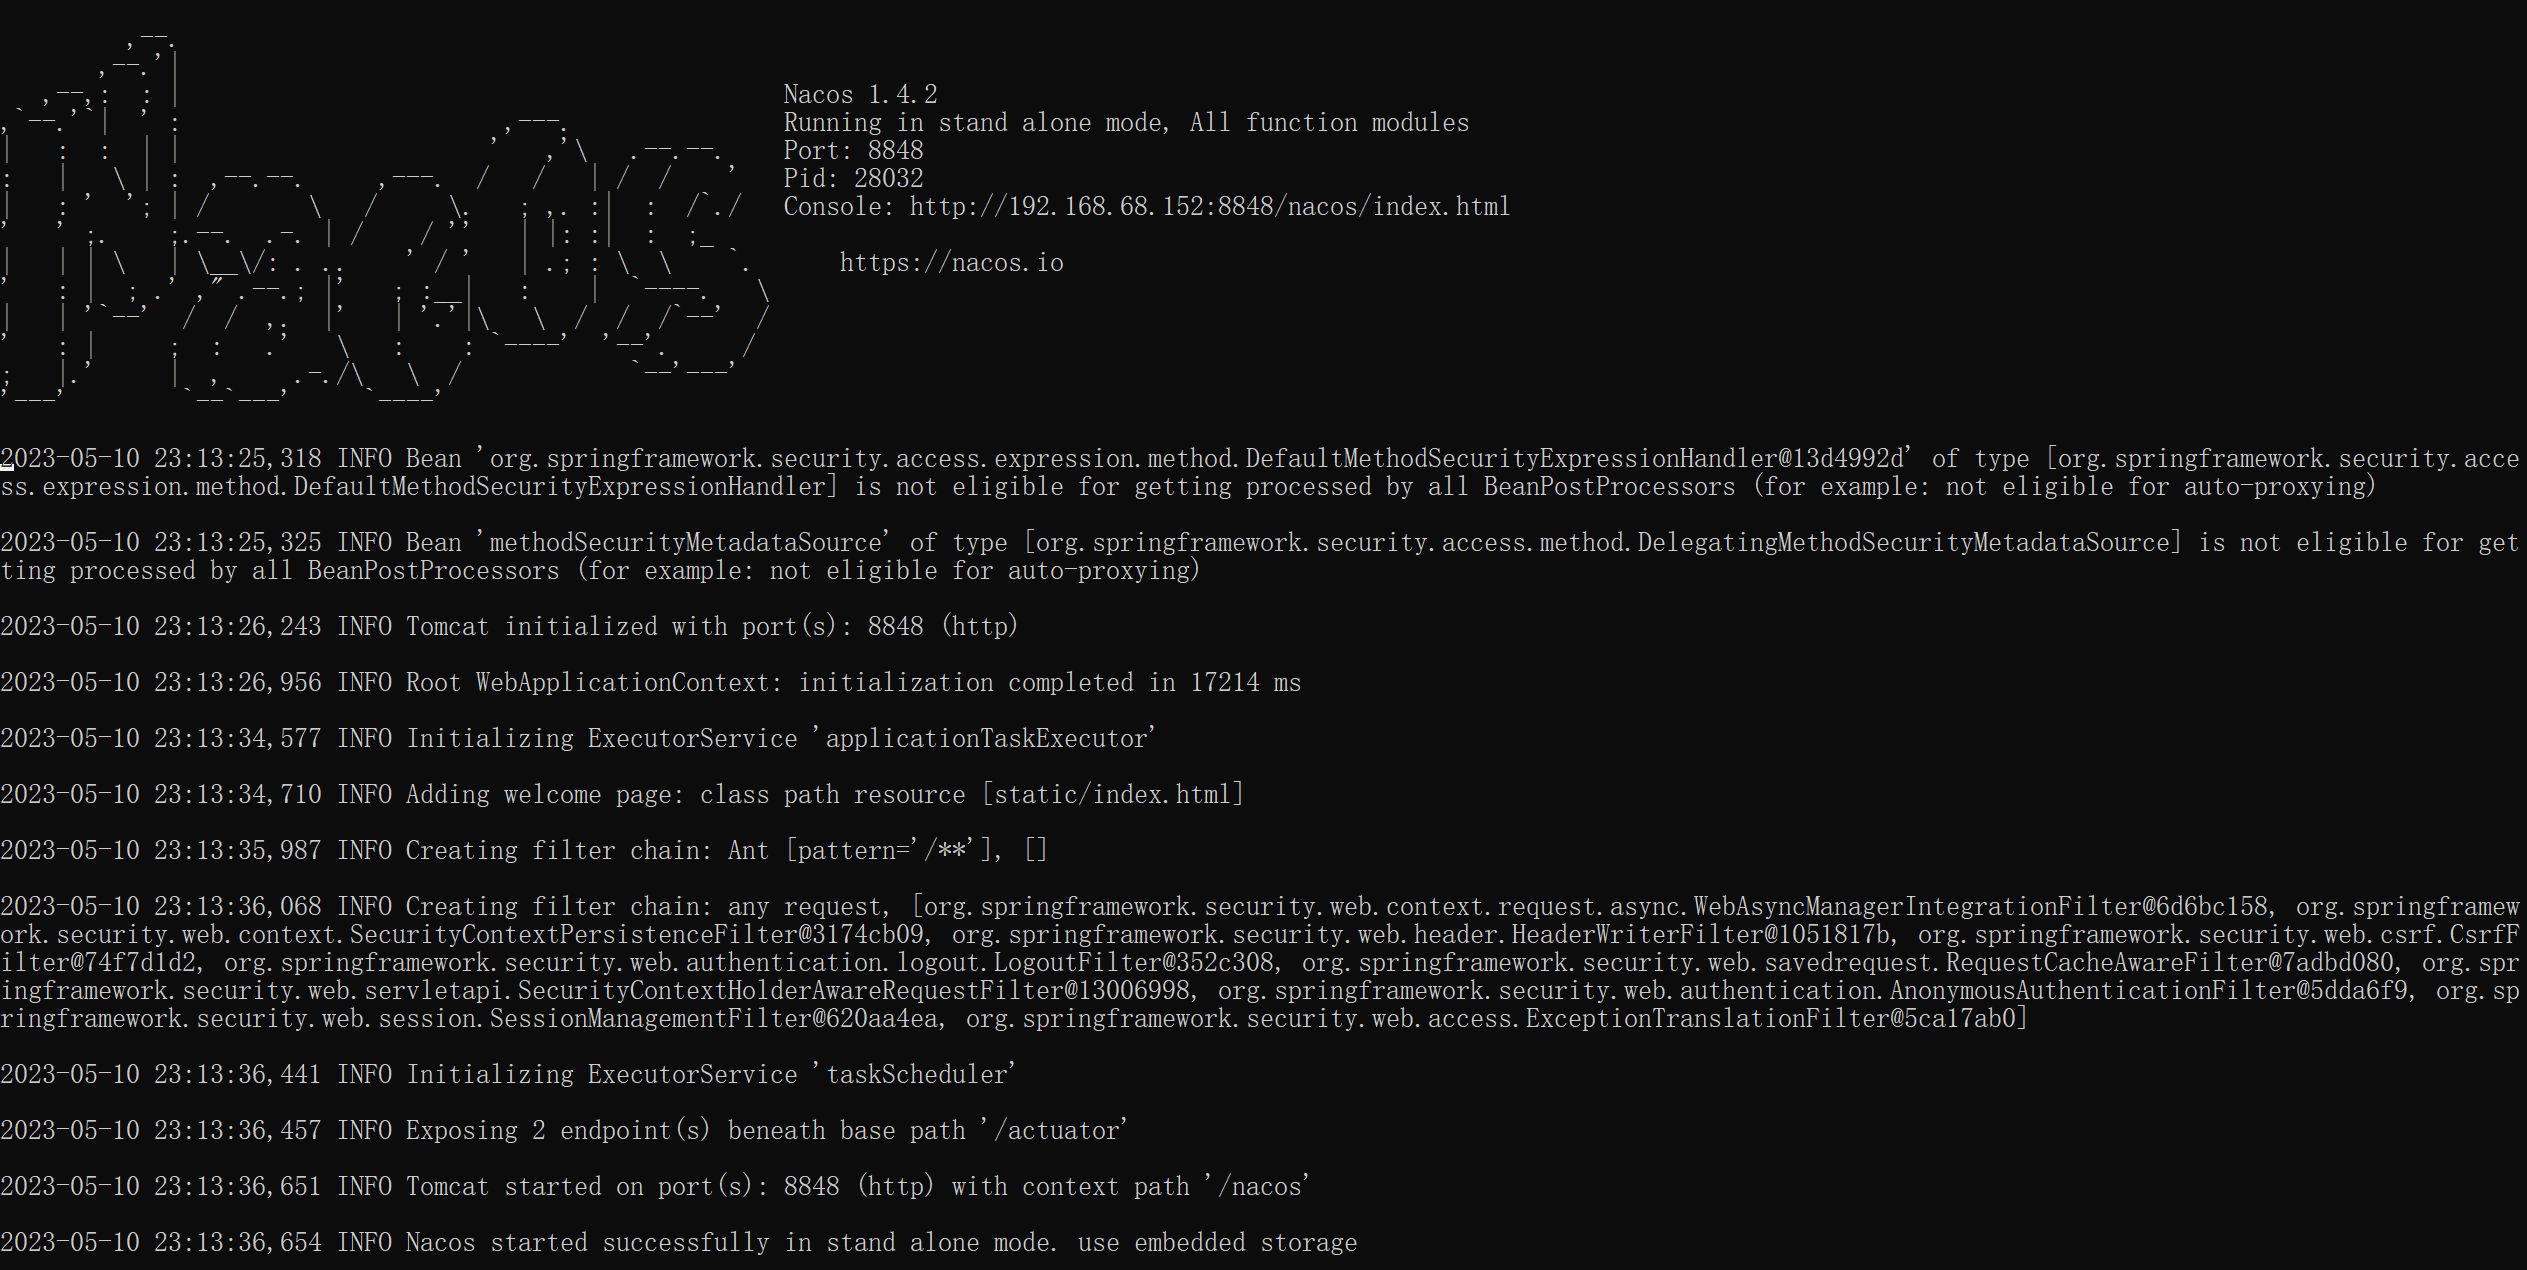 Nacos 1.4.2
Running in stand alone mode, All function modules
Port: 8848
Pid: 28032
Console: http://192.168.68.152:8848/nacos/index.html
https://nacos.io
2023-05-10 23:13:25,318 INFO Bean 'org.springframework.security.access.expression.method.DefaultMethodSecurityExpressionHandler@13d4992d' of type [org.springframework.security.acce
ss.expression.method.DefaultMethodSecurityExpressionHandler] is not eligible for getting processed by all BeanPostProcessors (for example: not eligible for auto-proxying)
2023-05-10 23:13:25,325 INFO Bean 'methodSecurityMetadataSource' of type [org.springframework.security.access.method.DelegatingMethodSecurityMetadataSource] is not eligible for get
ting processed by all BeanPostProcessors (for example: not eligible for auto-proxying)
2023-05-10 23:13:26,243 INFO Tomcat initialized with port(s): 8848 (http)
2023-05-10 23:13:26,956 INFO Root WebApplicationContext: initialization completed in 17214 ms
2023-05-10 23:13:34,577 INFO Initializing ExecutorService 'applicationTaskExecutor'
2023-05-10 23:13:34,710 INFO Adding welcome page: class path resource [static/index.html]
2023-05-10 23:13:35,987 INFO Creating filter chain: Ant [pattern='/**'], []
2023-05-10 23:13:36,068 INFO Creating filter chain: any request, [org.springframework.security.web.context.request.async.WebAsyncManagerIntegrationFilter@6d6bc158, org.springframew
ork.security.web.context.SecurityContextPersistenceFilter@3174cb09, org.springframework.security.web.header.HeaderWriterFilter@1051817b, org.springframework.security.web.csrf.CsrfF
ilter@74f7d1d2, org.springframework.security.web.authentication.logout.LogoutFilter@352c308, org.springframework.security.web.savedrequest.RequestCacheAwareFilter@7adbd080, org.spr
ingframework.security.web.servletapi.SecurityContextHolderAwareRequestFilter@13006998, org.springframework.security.web.authentication.AnonymousAuthenticationFilter@5dda6f9, org.sp
ringframework.security.web.session.SessionManagementFilter@620aa4ea, org.springframework.security.web.access.ExceptionTranslationFilter@5ca17ab0]
2023-05-10 23:13:36,441 INFO Initializing ExecutorService 'taskScheduler'
2023-05-10 23:13:36,457 INFO Exposing 2 endpoint(s) beneath base path '/actuator'
2023-05-10 23:13:36,651 INFO Tomcat started on port(s): 8848 (http) with context path '/nacos'
2023-05-10 23:13:36,654 INFO Nacos started successfully in stand alone mode. use embedded storage